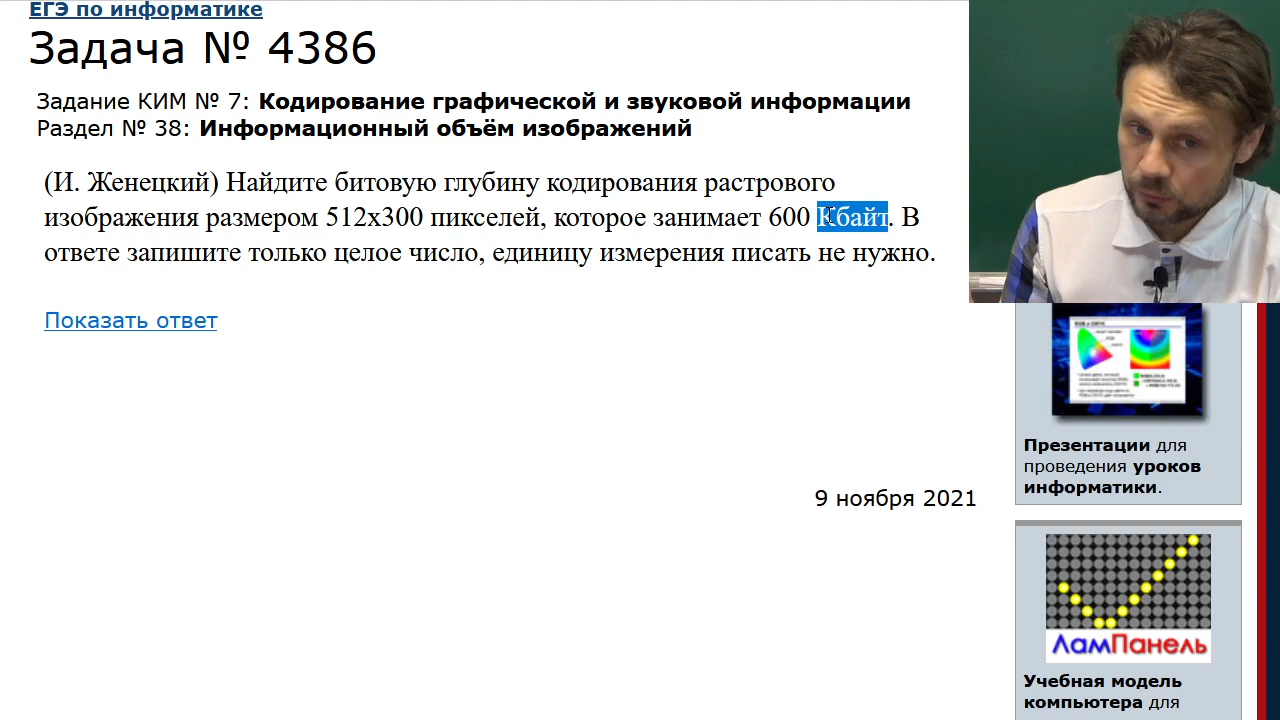 ЕГЭ по информатике
Задача № 4386
Задание КИМ № 7: Кодирование графической и звуковой информации
Раздел № 38: Информационный объём изображений
(И. Женецкий) Найдите битовую глубину кодирования растрового
изображения размером 512x300 пикселей, которое занимает 600 Кбайт. В
ответе запишите только целое число, единицу измерения писать не нужно.
Показать ответ
9 ноября 2021
Презентации для
проведения уроков
информатики.
ЛамПанель
Учебная модель
компьютера для